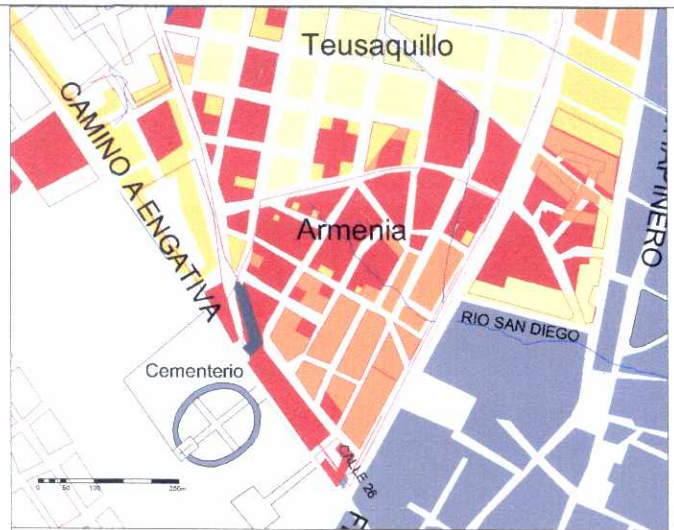 Teusaquillo
CAMINO A ENGATIVA
Armenia
RIO SAN DIEGO
Cementerio
CALLE 26